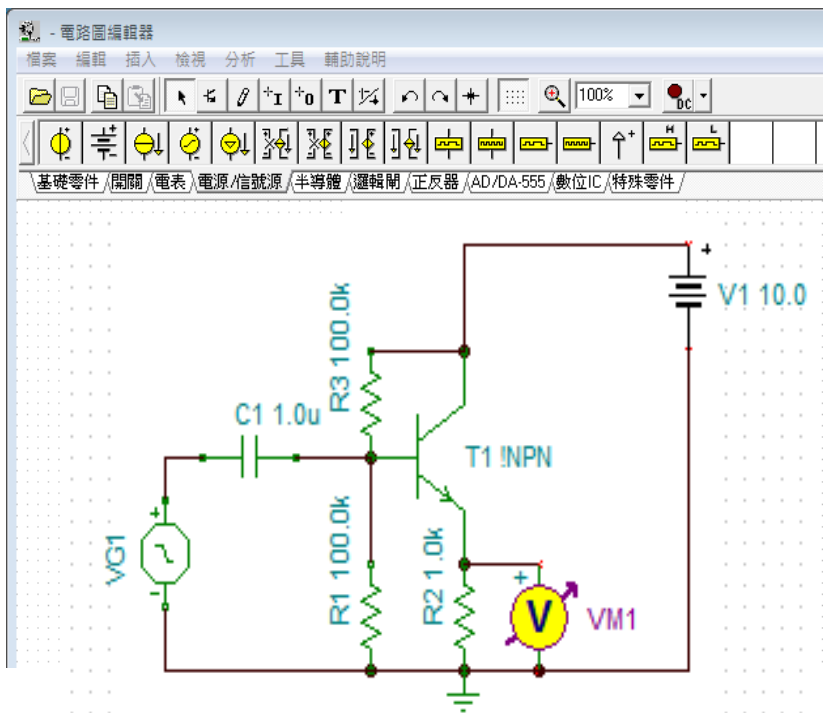 - 電路圖編輯器
檔案 編輯 插入 檢視 分析 工具 輔助說明
+I +o T 100% DC
H L
基礎零件 開關 電表 電源/信號源 半導體 邏輯閘 正反器 AD/DA-555 數位IC 特殊零件
+
V1 10.0
R3 100.0k
C1 1.0u
T1 !NPN
+
VG1
-
R1 100.0k
R2 1.0k
+
V
VM1